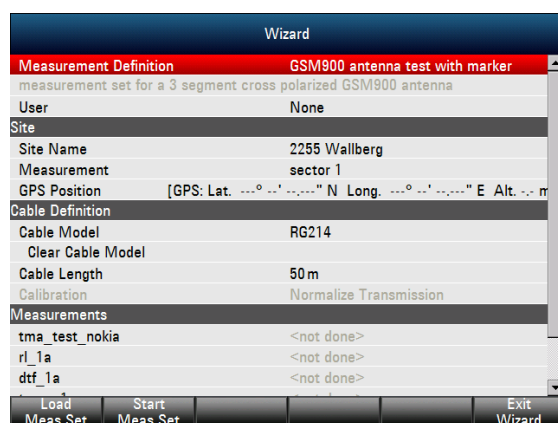 Wizard
Measurement Definition GSM900 antenna test with marker
measurement set for a 3 segment cross polarized GSM900 antenna
User None
Site
Site Name 2255 Wallberg
Measurement sector 1
GPS Position [GPS: Lat. ---° --' --.---" N Long. ---° --' --.---" E Alt. -.- m
Cable Definition
Cable Model RG214
Clear Cable Model
Cable Length 50 m
Calibration Normalize Transmission
Measurements
tma_test_nokia <not done>
rl_1a <not done>
dtf_1a <not done>
Load Start Exit
Meas Set Meas Set Wizard